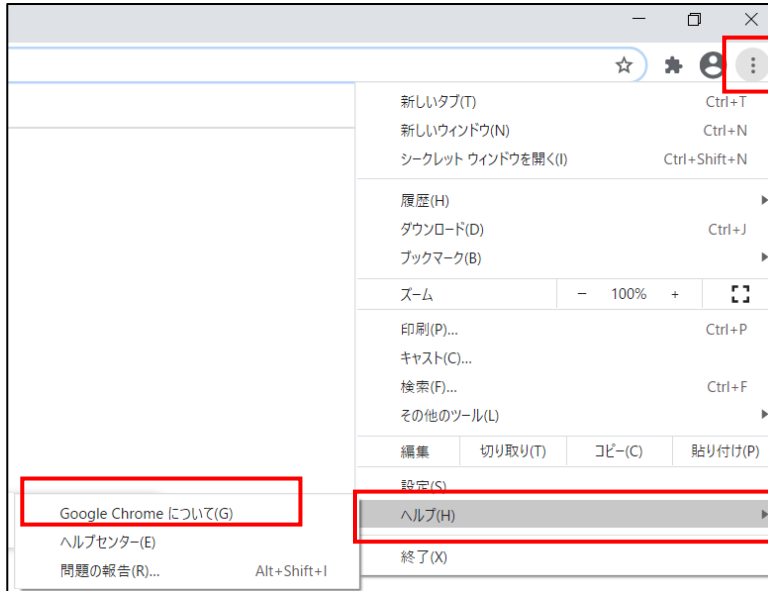 新しいタブ(T) Ctrl+T
新しいウィンドウ(N) Ctrl+N
シークレット ウィンドウを開く(I) Ctrl+Shift+N
履歴(H)
ダウンロード(D) Ctrl+J
ブックマーク(B)
ズーム − 100% +
印刷(P)... Ctrl+P
キャスト(C)...
検索(F)... Ctrl+F
その他のツール(L)
編集 切り取り(T) コピー(C) 貼り付け(P)
設定(S)
ヘルプ(H)
終了(X)
Google Chrome について(G)
ヘルプセンター(E)
問題の報告(R)... Alt+Shift+I